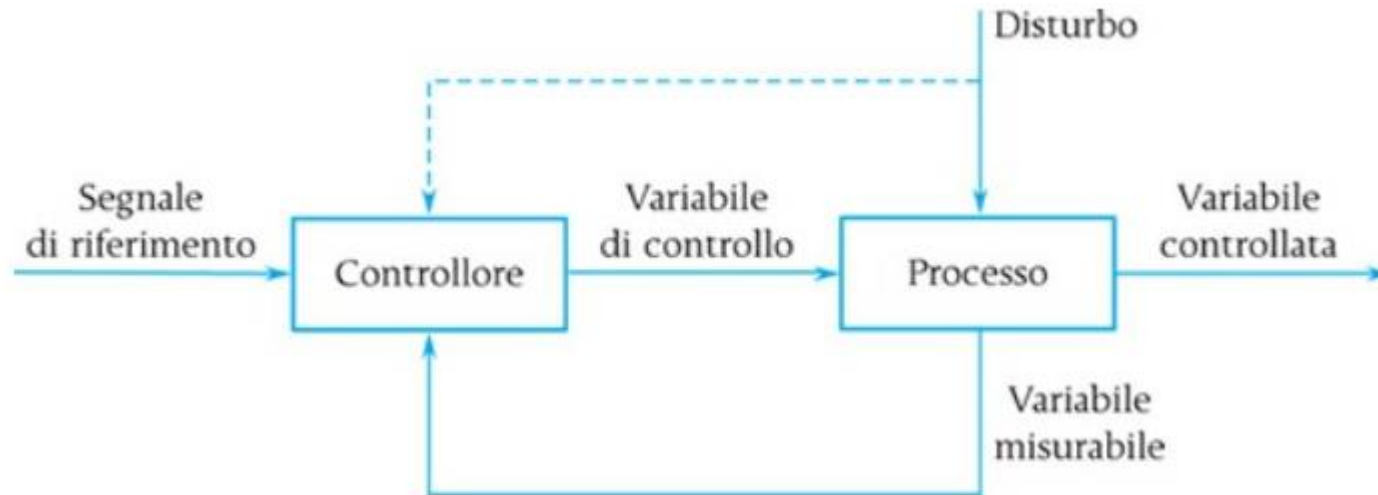 Disturbo
Segnale
di riferimento
Controllore
Variabile
di controllo
Processo
Variabile
controllata
Variabile
misurabile